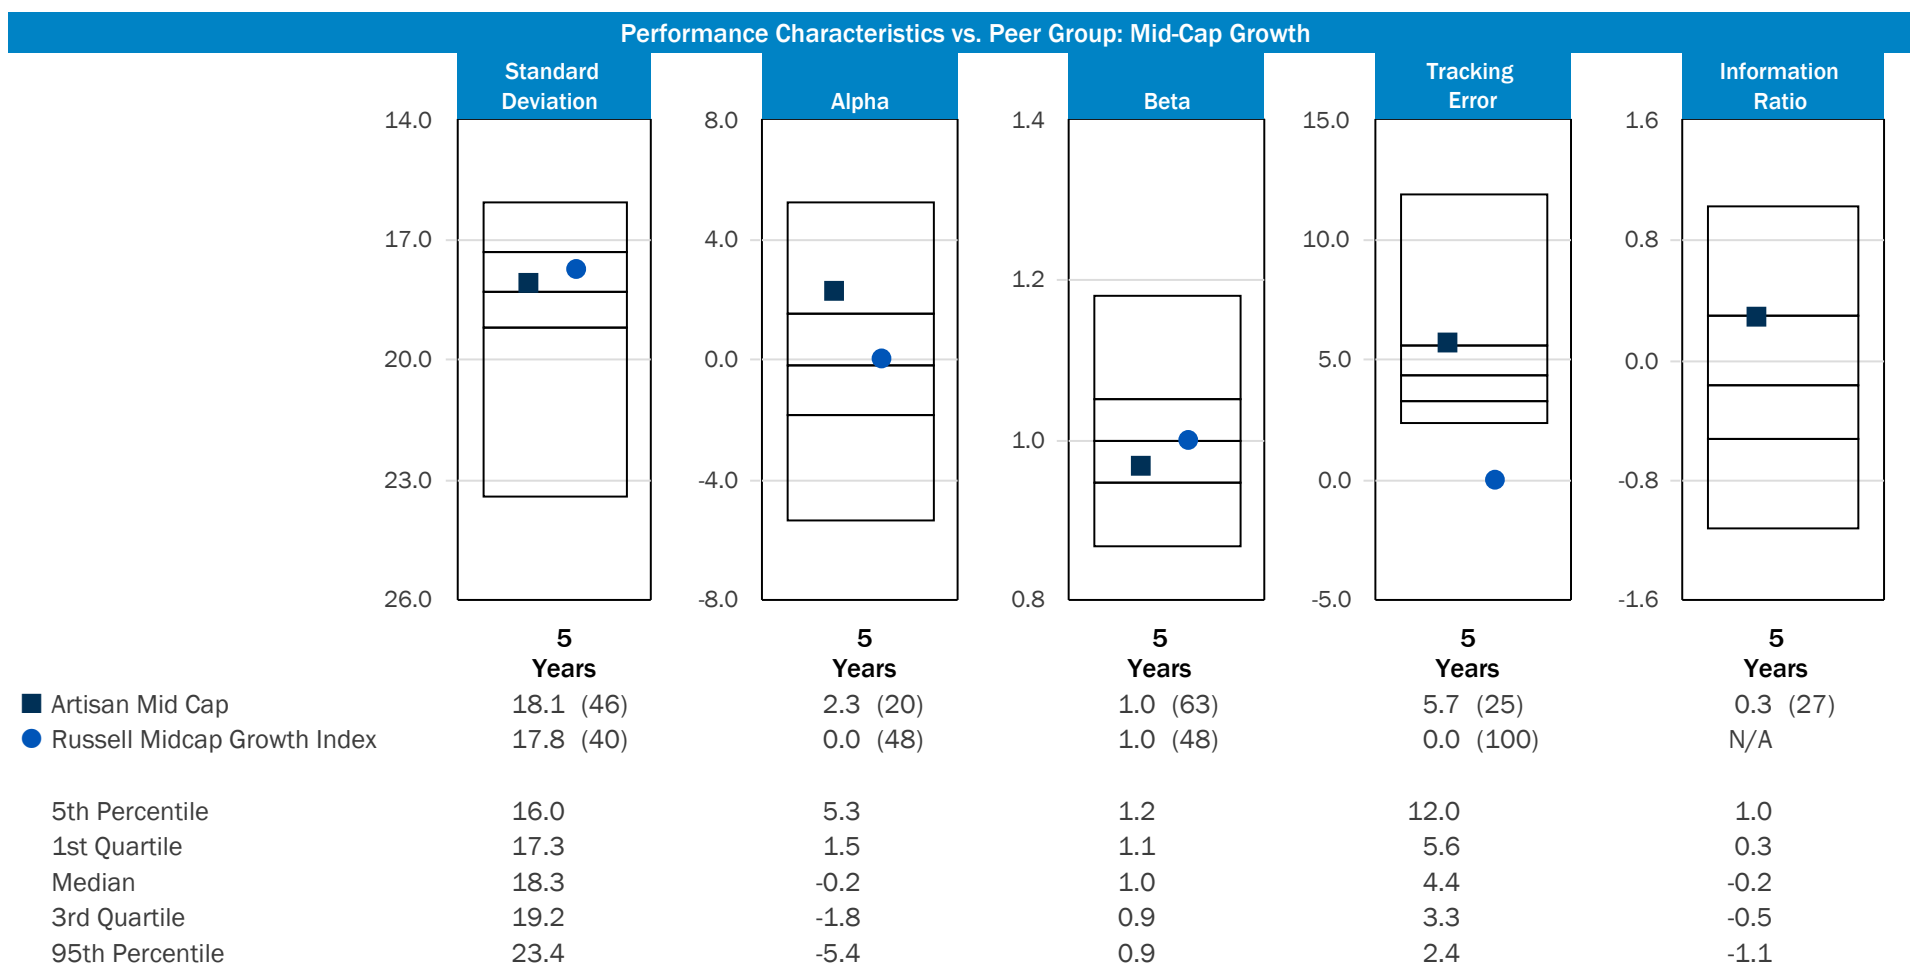 Performance Characteristics vs. Peer Group: Mid-Cap Growth
Standard Deviation Alpha Beta Tracking Error Information Ratio
14.0 8.0 1.4 15.0 1.6
17.0 4.0 1.2 10.0 0.8
20.0 0.0 1.0 5.0 0.0
23.0 -4.0 0.8 0.0 -0.8
26.0 -8.0 -5.0 -1.6
5 5 5 5 5
Years Years Years Years Years
Artisan Mid Cap 18.1 (46) 2.3 (20) 1.0 (63) 5.7 (25) 0.3 (27)
Russell Midcap Growth Index 17.8 (40) 0.0 (48) 1.0 (48) 0.0 (100) N/A
5th Percentile 16.0 5.3 1.2 12.0 1.0
1st Quartile 17.3 1.5 1.1 5.6 0.3
Median 18.3 -0.2 1.0 4.4 -0.2
3rd Quartile 19.2 -1.8 0.9 3.3 -0.5
95th Percentile 23.4 -5.4 0.9 2.4 -1.1